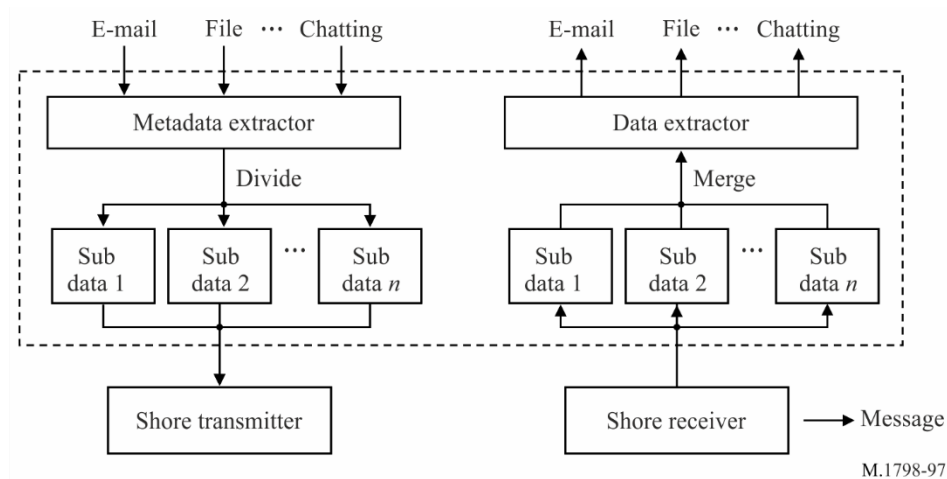 E-mail File ··· Chatting E-mail File ··· Chatting
Metadata extractor Data extractor
Divide Merge
Sub data 1
Sub data 2
···
Sub data n
Sub data 1
Sub data 2
···
Sub data n
Shore transmitter Shore receiver Message
M.1798-97